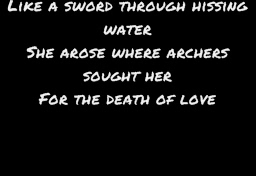 Like a sword through hissing
water
She arose where archers
sought her
For the death of love